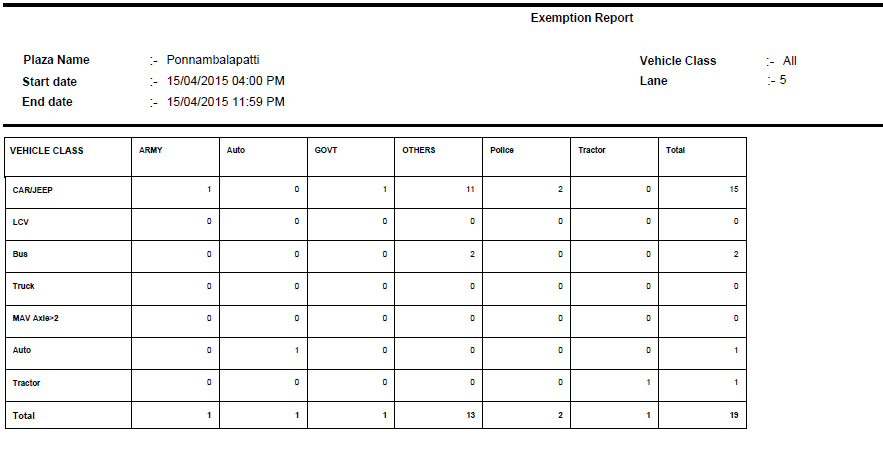 Exemption Report
Plaza Name :- Ponnambalapatti Vehicle Class :- All
Start date :- 15/04/2015 04:00 PM Lane :- 5
End date :- 15/04/2015 11:59 PM
VEHICLE CLASS ARMY Auto GOVT OTHERS Police Tractor Total
CAR/JEEP 1 0 1 11 2 0 15
LCV 0 0 0 0 0 0 0
Bus 0 0 0 2 0 0 2
Truck 0 0 0 0 0 0 0
MAV Axle>2 0 0 0 0 0 0 0
Auto 0 1 0 0 0 0 1
Tractor 0 0 0 0 0 1 1
Total 1 1 1 13 2 1 19